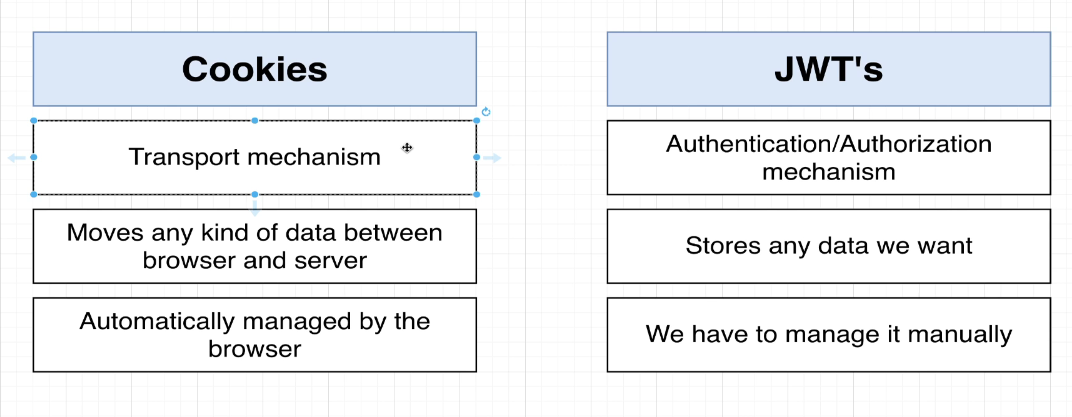 Cookies
Transport mechanism
Moves any kind of data between
browser and server
Automatically managed by the
browser
JWT's
Authentication/Authorization
mechanism
Stores any data we want
We have to manage it manually